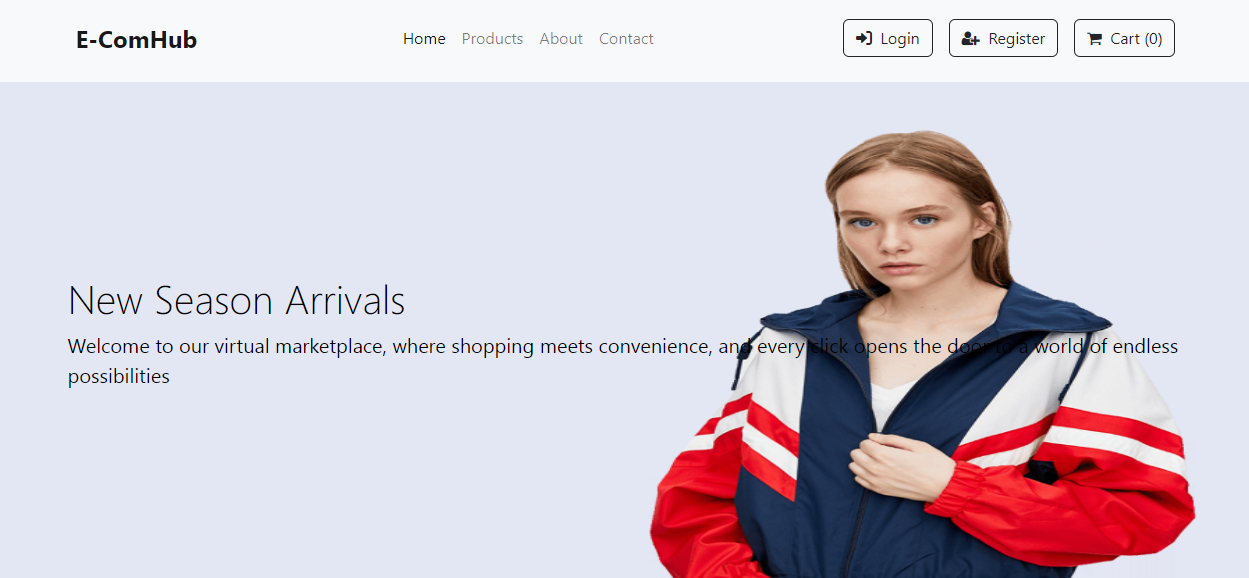 E-ComHub
Home
Products
About
Contact
Login
Register
Cart (0)
New Season Arrivals
Welcome to our virtual marketplace, where shopping meets convenience, and every click opens the door to a world of endless
possibilities